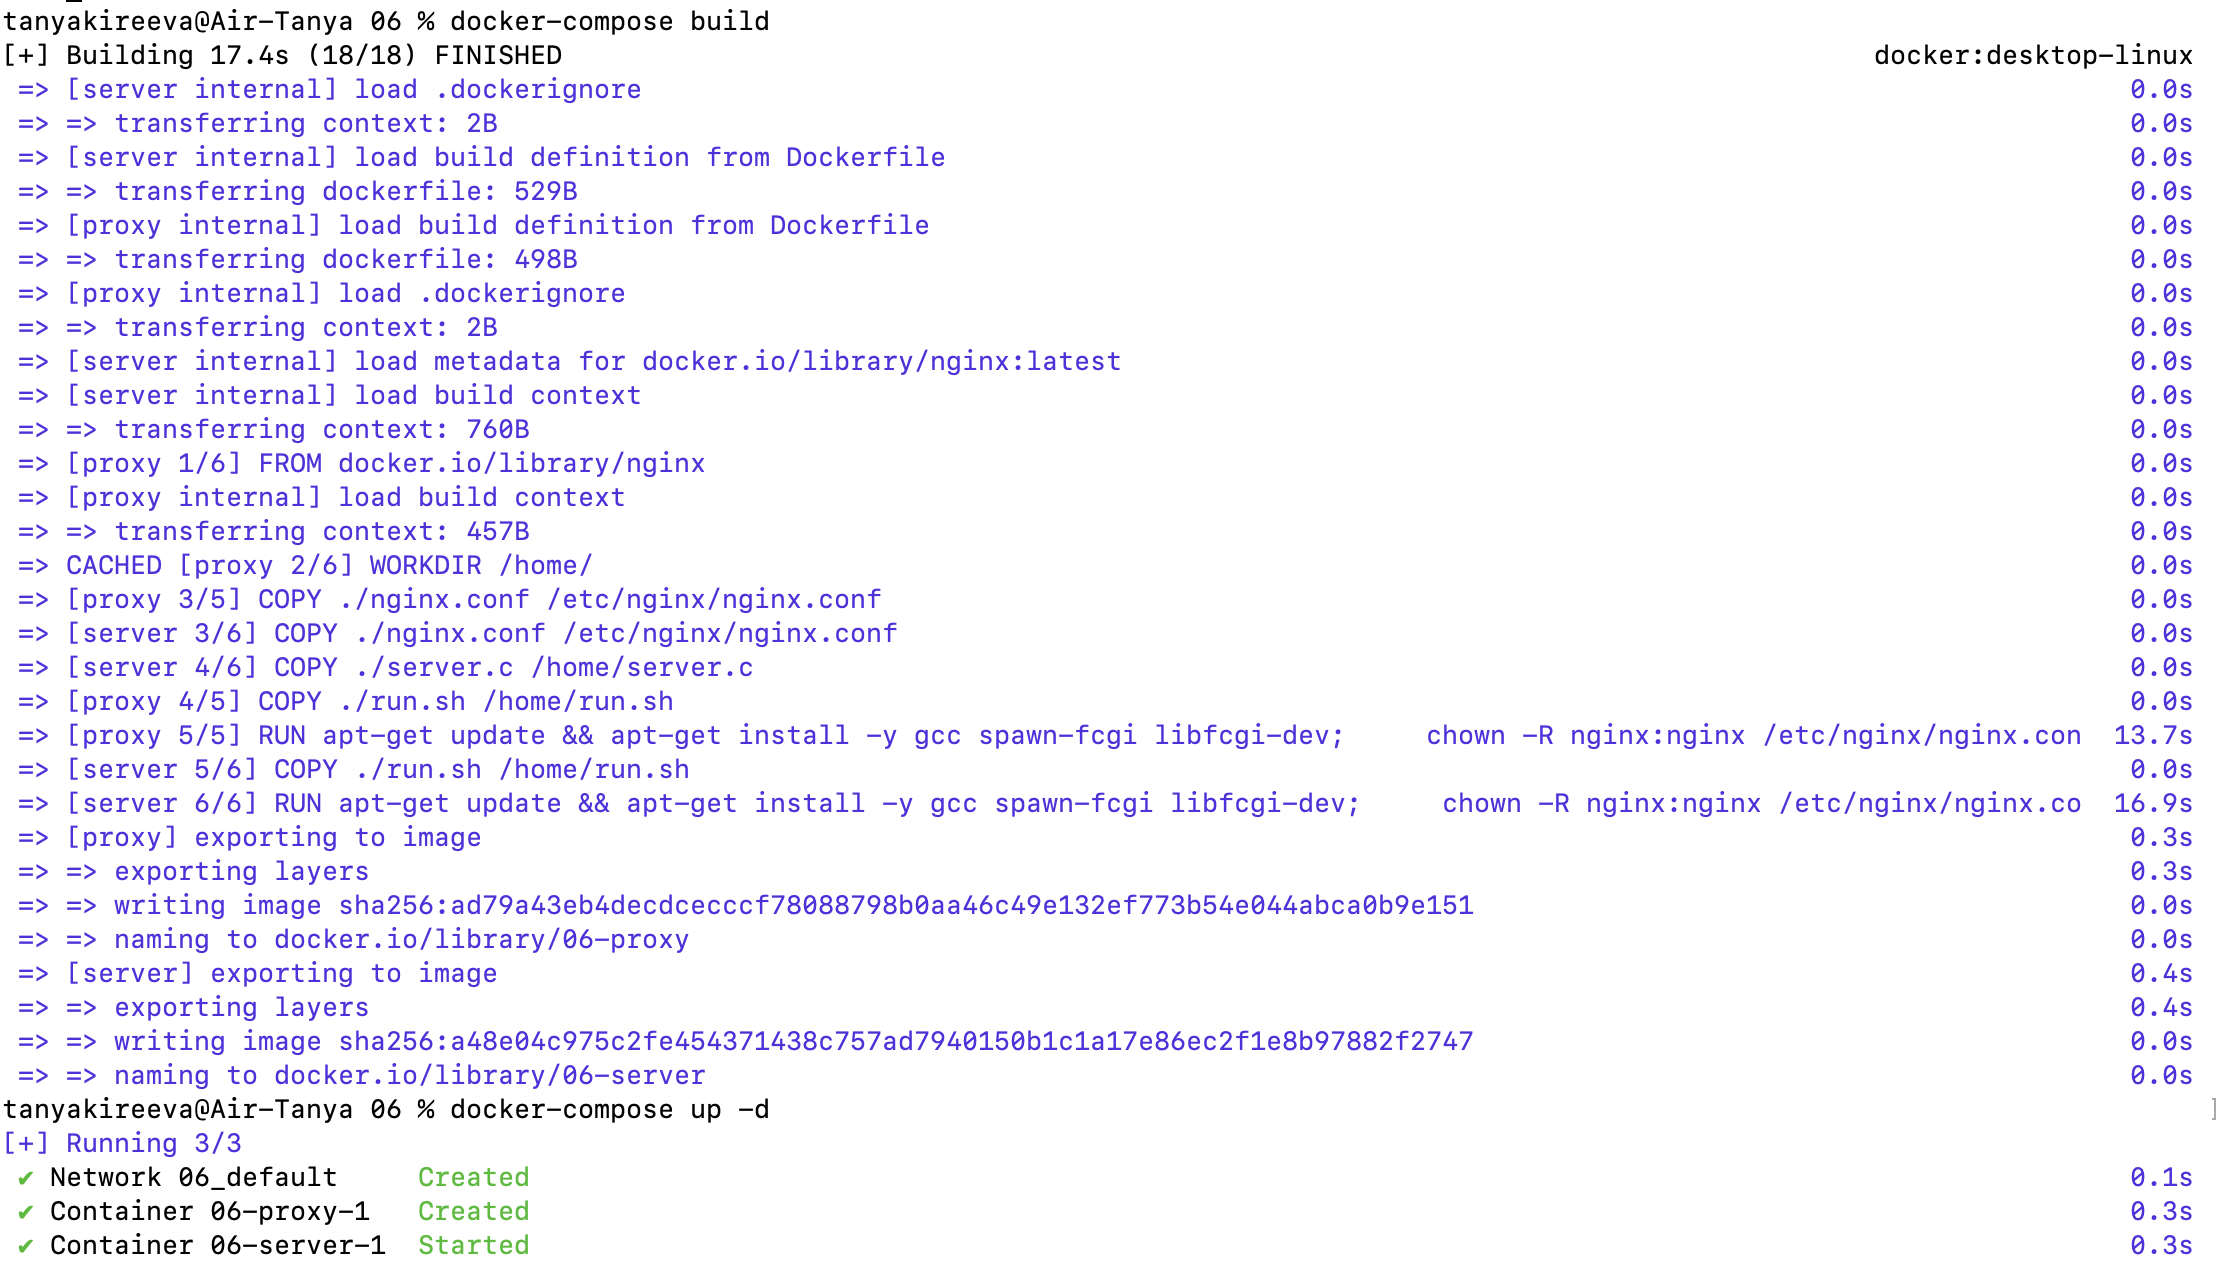 tanyakireeva@Air-Tanya 06 % docker-compose build
[+] Building 17.4s (18/18) FINISHED docker:desktop-linux
=> [server internal] load .dockerignore 0.0s
=> => transferring context: 2B 0.0s
=> [server internal] load build definition from Dockerfile 0.0s
=> => transferring dockerfile: 529B 0.0s
=> [proxy internal] load build definition from Dockerfile 0.0s
=> => transferring dockerfile: 498B 0.0s
=> [proxy internal] load .dockerignore 0.0s
=> => transferring context: 2B 0.0s
=> [server internal] load metadata for docker.io/library/nginx:latest 0.0s
=> [server internal] load build context 0.0s
=> => transferring context: 760B 0.0s
=> [proxy 1/6] FROM docker.io/library/nginx 0.0s
=> [proxy internal] load build context 0.0s
=> => transferring context: 457B 0.0s
=> CACHED [proxy 2/6] WORKDIR /home/ 0.0s
=> [proxy 3/5] COPY ./nginx.conf /etc/nginx/nginx.conf 0.0s
=> [server 3/6] COPY ./nginx.conf /etc/nginx/nginx.conf 0.0s
=> [server 4/6] COPY ./server.c /home/server.c 0.0s
=> [proxy 4/5] COPY ./run.sh /home/run.sh 0.0s
=> [proxy 5/5] RUN apt-get update && apt-get install -y gcc spawn-fcgi libfcgi-dev; chown -R nginx:nginx /etc/nginx/nginx.con 13.7s
=> [server 5/6] COPY ./run.sh /home/run.sh 0.0s
=> [server 6/6] RUN apt-get update && apt-get install -y gcc spawn-fcgi libfcgi-dev; chown -R nginx:nginx /etc/nginx/nginx.co 16.9s
=> [proxy] exporting to image 0.3s
=> => exporting layers 0.3s
=> => writing image sha256:ad79a43eb4decdcecccf78088798b0aa46c49e132ef773b54e044abca0b9e151 0.0s
=> => naming to docker.io/library/06-proxy 0.0s
=> [server] exporting to image 0.4s
=> => exporting layers 0.4s
=> => writing image sha256:a48e04c975c2fe454371438c757ad7940150b1c1a17e86ec2f1e8b97882f2747 0.0s
=> => naming to docker.io/library/06-server 0.0s
tanyakireeva@Air-Tanya 06 % docker-compose up -d ]
[+] Running 3/3
✔ Network 06_default Created 0.1s
✔ Container 06-proxy-1 Created 0.3s
✔ Container 06-server-1 Started 0.3s